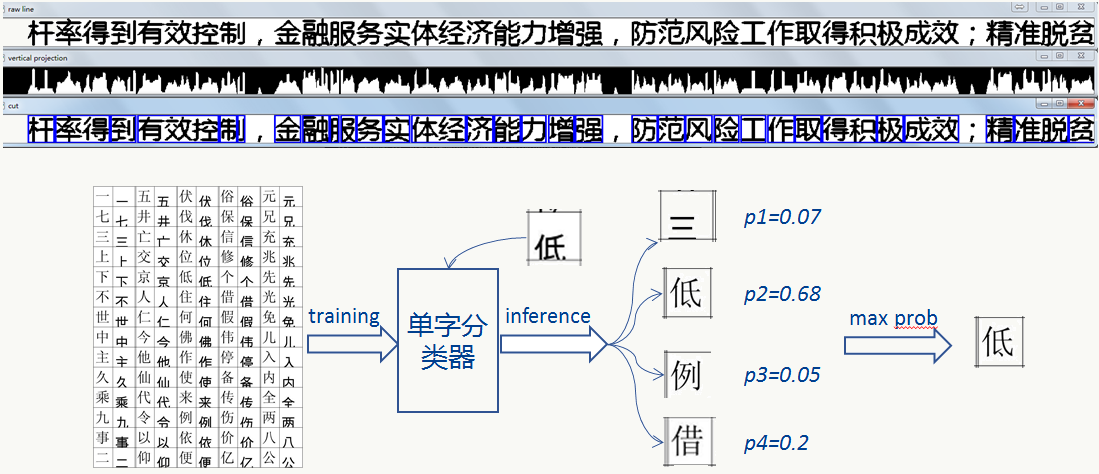 raw line
杆率得到有效控制，金融服务实体经济能力增强，防范风险工作取得积极成效；精准脱贫
vertical projection
cut
杆率得到有效控制，金融服务实体经济能力增强，防范风险工作取得积极成效；精准脱贫
一 一 五 五 伏 伏 俗 俗 元 元
七 七 井 井 伐 伐 保 保 兄 兄
三 三 亡 亡 休 休 信 信 充 充
上 上 交 交 位 位 修 修 兆 兆
下 下 京 京 低 低 个 个 先 先
不 不 人 人 住 住 借 借 光 光
世 世 仁 仁 何 何 假 假 免 免
中 中 今 今 佛 佛 伟 伟 儿 儿
主 主 他 他 作 作 停 停 入 入
久 久 仙 仙 使 使 备 备 内 内
乘 乘 代 代 来 来 传 传 全 全
九 九 令 令 例 例 伤 伤 两 两
事 事 以 以 依 依 价 价 八 八
二 二 仰 仰 便 便 亿 亿 公 公
training
单字分
类器
低
inference
三 p1=0.07
低 p2=0.68
例 p3=0.05
借 p4=0.2
max prob
低